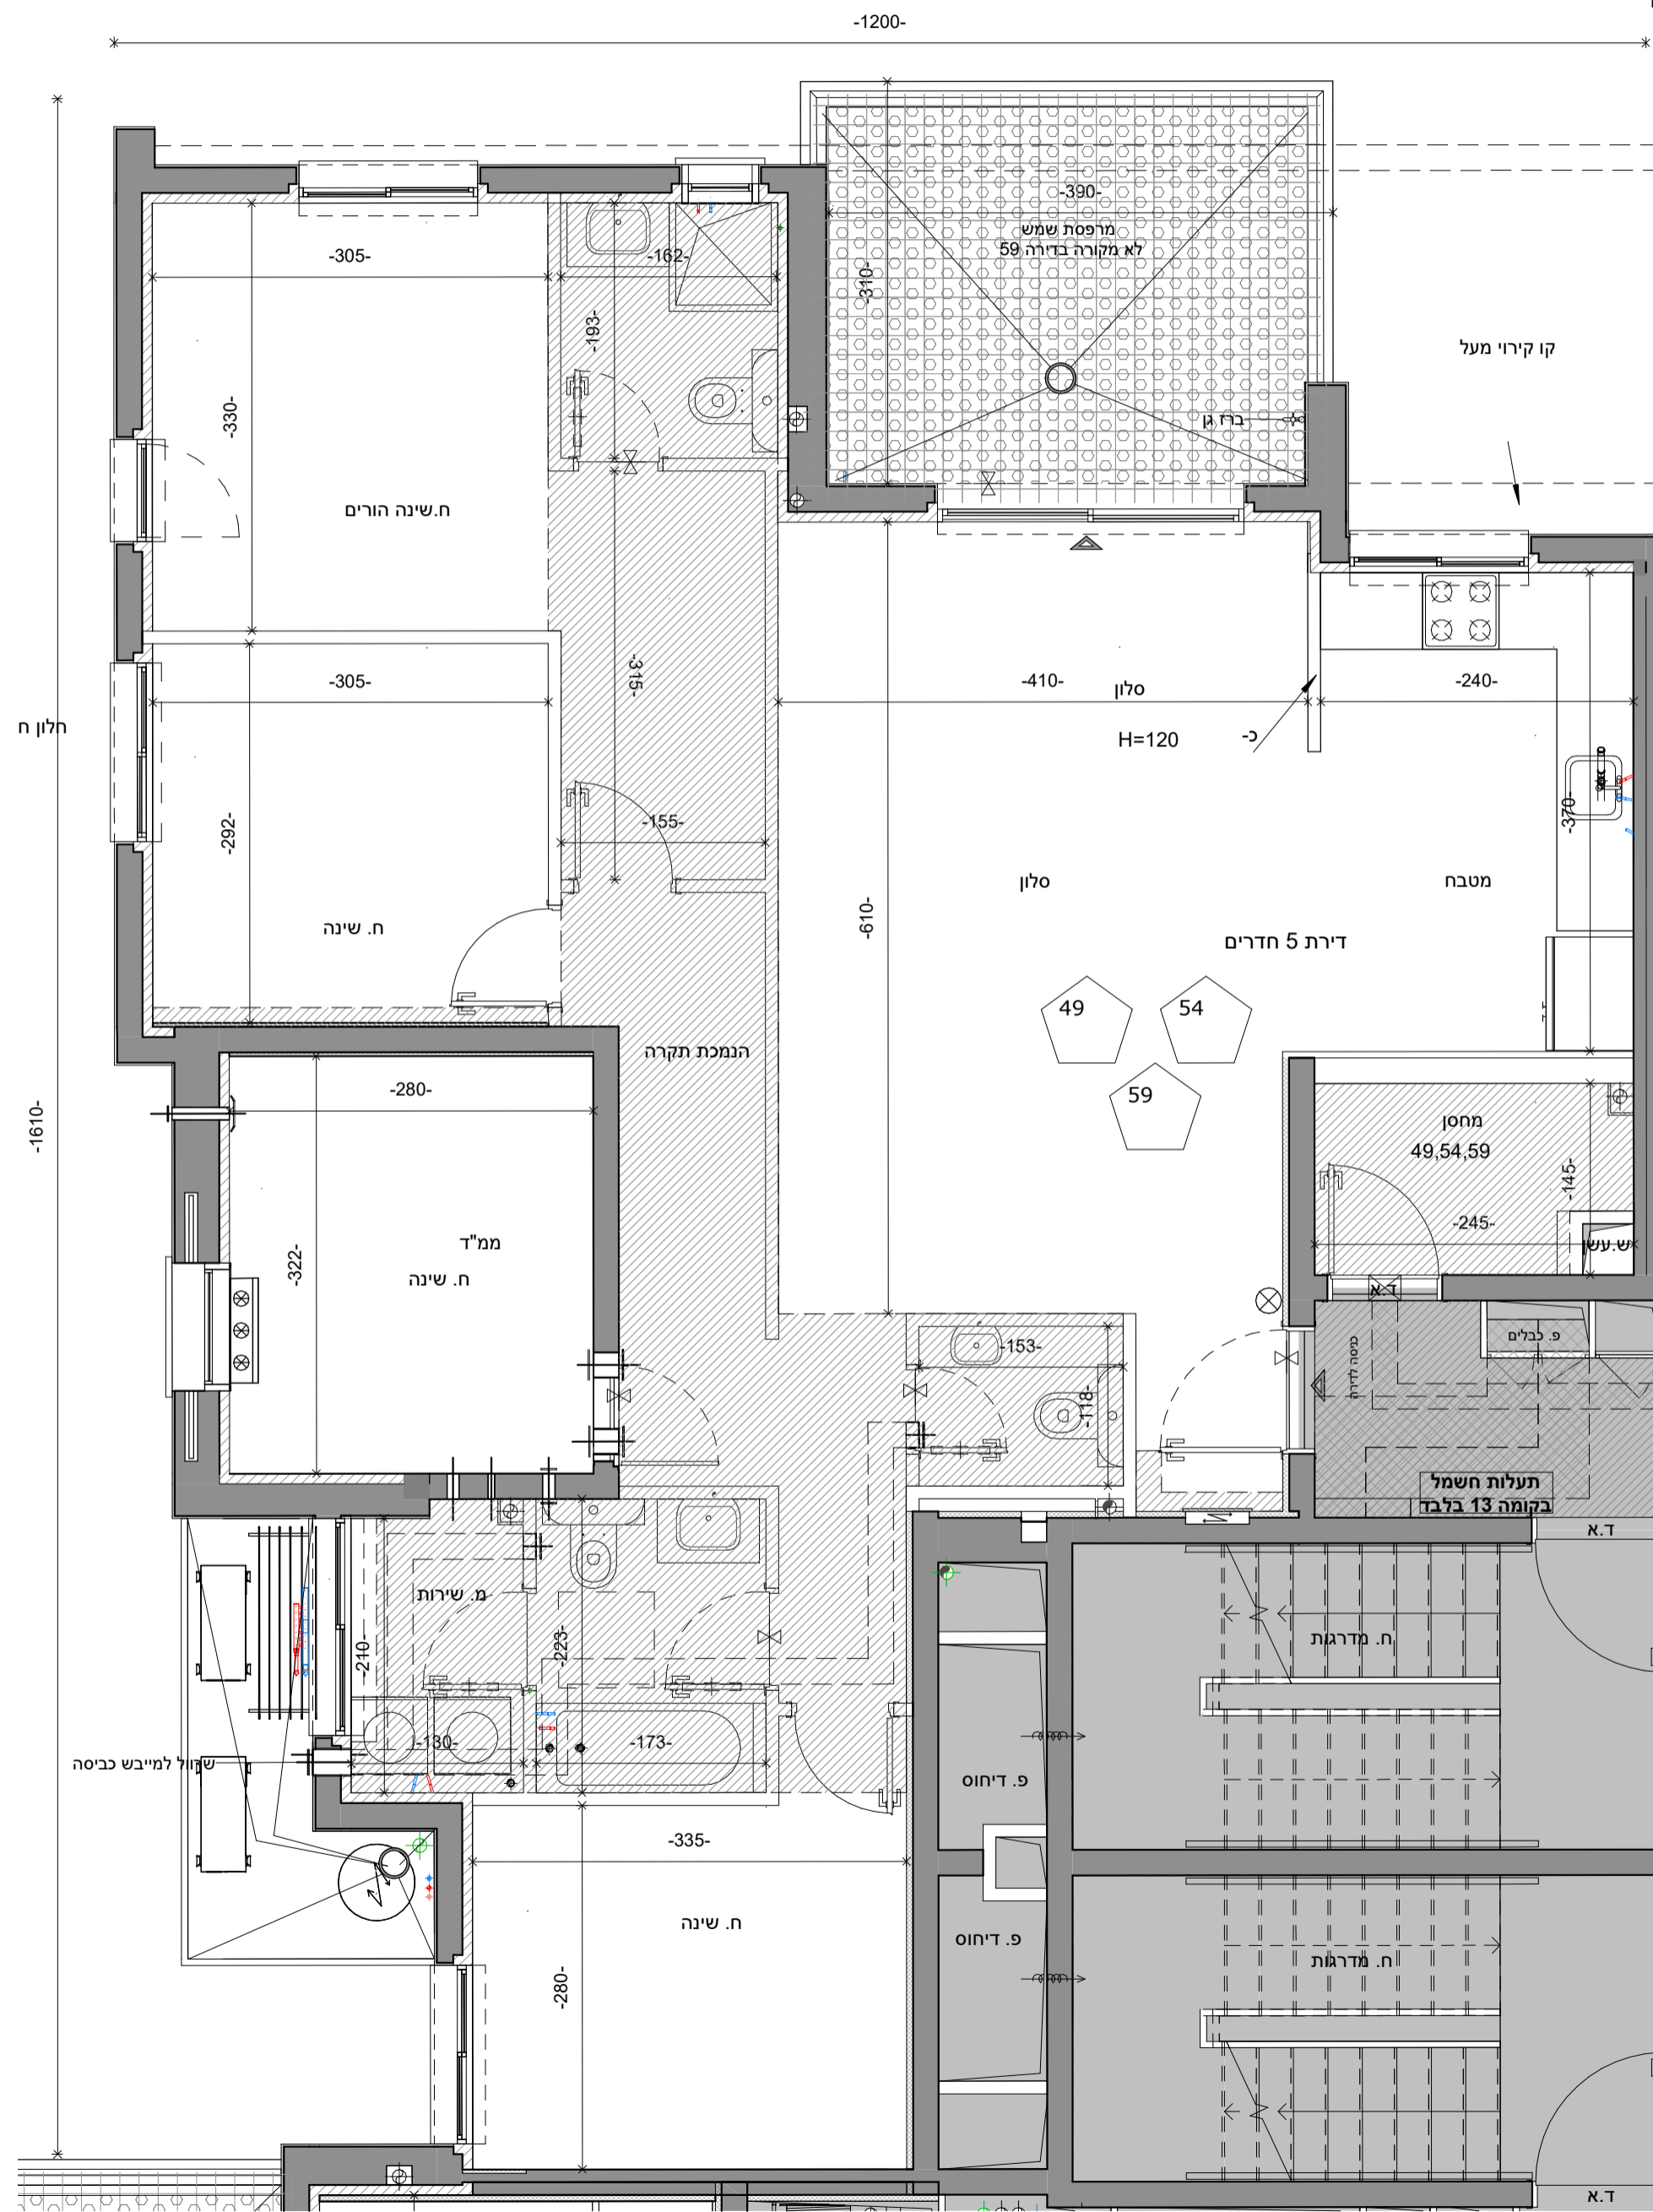 -1200-
-390-
מרפסת שמש
לא מקורה בדירה 59
-310-
-305-
-162-
-193-
קו קירוי מעל
-330-
ברז גן
ח.שינה הורים
-305-
-315-
-410-
סלון
-240-
חלון ח
H=120
כ-
-292-
-155-
-370-
סלון
מטבח
ח. שינה
-610-
דירת 5 חדרים
49
54
59
הנמכת תקרה
-280-
-1610-
מחסן
49,54,59
-145-
-245-
ש.עשן
ממ"ד
ח. שינה
-322-
ד.א
פ. כבלים
כניסה לדירה
-153-
-118-
תעלות חשמל
בקומה 13 בלבד
ד.א
מ. שירות
-210-
-223-
ח. מדרגות
-130-
-173-
שרוול למייבש כביסה
פ. דיחוס
-335-
ח. שינה
פ. דיחוס
ח. מדרגות
-280-
ד.א